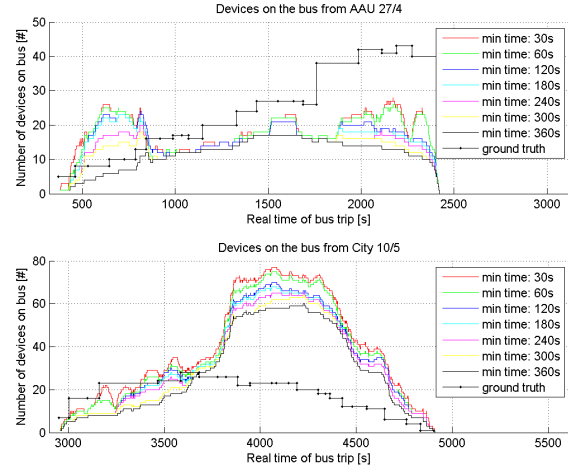 Devices on the bus from AAU 27/4
Number of devices on bus [#]
50
40
30
20
10
0
500
1000
1500
2000
2500
3000
Real time of bus trip [s]
min time: 30s
min time: 60s
min time: 120s
min time: 180s
min time: 240s
min time: 300s
min time: 360s
ground truth
Devices on the bus from City 10/5
Number of devices on bus [#]
80
60
40
20
0
3000
3500
4000
4500
5000
5500
Real time of bus trip [s]
min time: 30s
min time: 60s
min time: 120s
min time: 180s
min time: 240s
min time: 300s
min time: 360s
ground truth